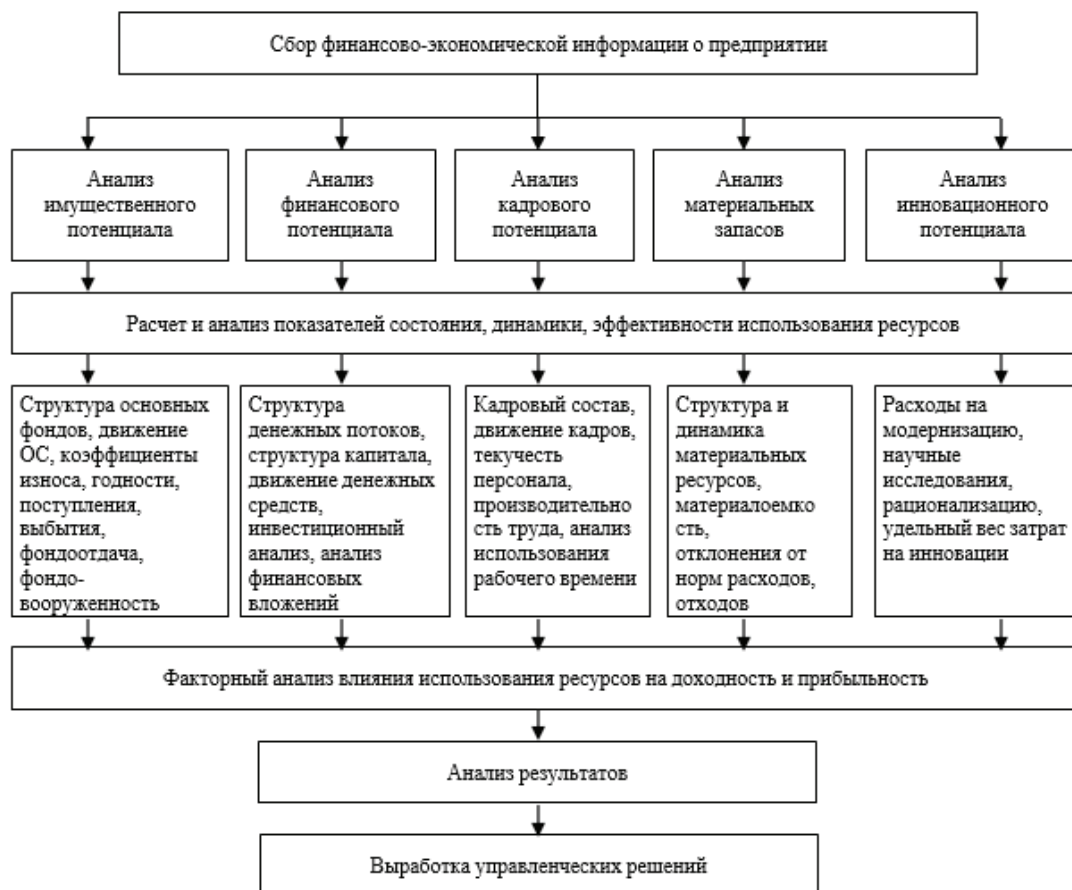 Сбор финансово-экономической информации о предприятии
Анализ
имущественного
потенциала
Анализ
финансового
потенциала
Анализ
кадрового
потенциала
Анализ
материальных
запасов
Анализ
инновационного
потенциала
Расчет и анализ показателей состояния, динамики, эффективности использования ресурсов
Структура основных
фондов, движение
ОС, коэффициенты
износа, годности,
поступления,
выбытия,
фондоотдача,
фондо-
вооруженность
Структура
денежных потоков,
структура капитала,
движение денежных
средств,
инвестиционный
анализ, анализ
финансовых
вложений
Кадровый состав,
движение кадров,
текучесть
персонала,
производительно
сть труда, анализ
использования
рабочего времени
Структура и
динамика
материальных
ресурсов,
материалоемко
сть,
отклонения от
норм расходов,
отходов
Расходы на
модернизацию,
научные
исследования,
рационализацию,
удельный вес затрат
на инновации
Факторный анализ влияния использования ресурсов на доходность и прибыльность
Анализ результатов
Выработка управленческих решений